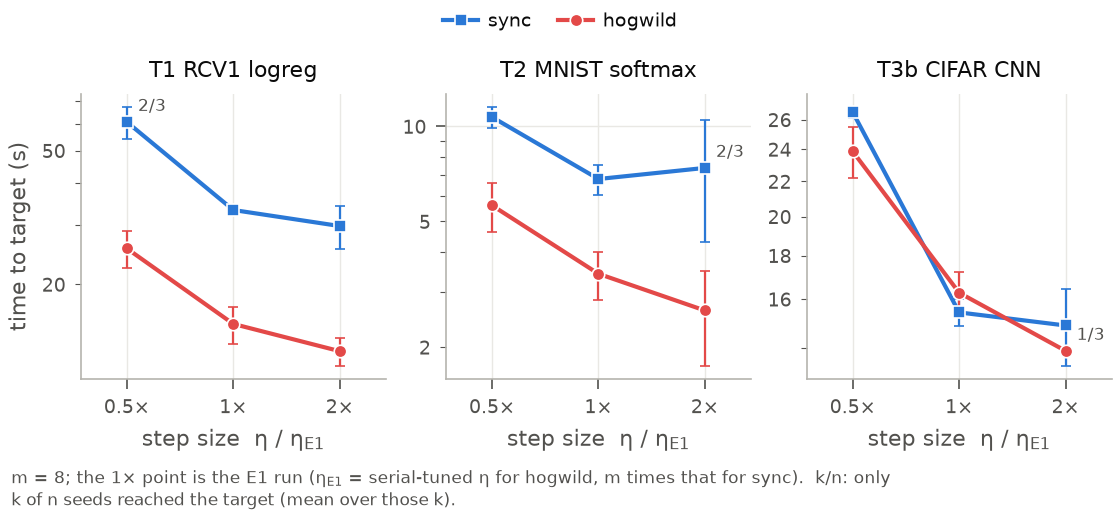 sync hogwild
T1 RCV1 logreg
T2 MNIST softmax
T3b CIFAR CNN
time to target (s)
50
20
2/3
0.5× 1× 2×
step size η / ηE1
10
5
2
2/3
0.5× 1× 2×
step size η / ηE1
26
24
22
20
18
16
1/3
0.5× 1× 2×
step size η / ηE1
m = 8; the 1× point is the E1 run (ηE1 = serial-tuned η for hogwild, m times that for sync). k/n: only
k of n seeds reached the target (mean over those k).